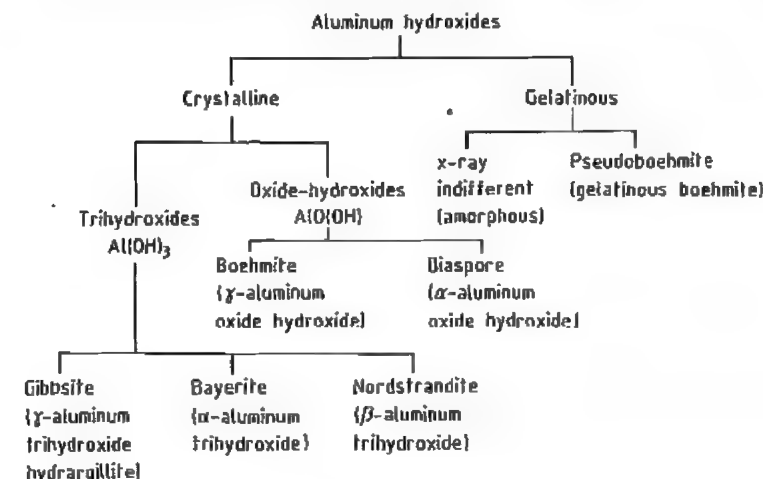 Aluminum hydroxides
Crystalline
Gelatinous
x-ray
indifferent
(amorphous)
Pseudoboehmite
(gelatinous boehmite)
Oxide-hydroxides
AlO(OH)
Trihydroxides
Al(OH)₃
Boehmite
(γ-aluminum
oxide hydroxide)
Diaspore
(α-aluminum
oxide hydroxide)
Gibbsite
(γ-aluminum
trihydroxide
hydrargillite)
Bayerite
(α-aluminum
trihydroxide)
Nordstrandite
(β-aluminum
trihydroxide)